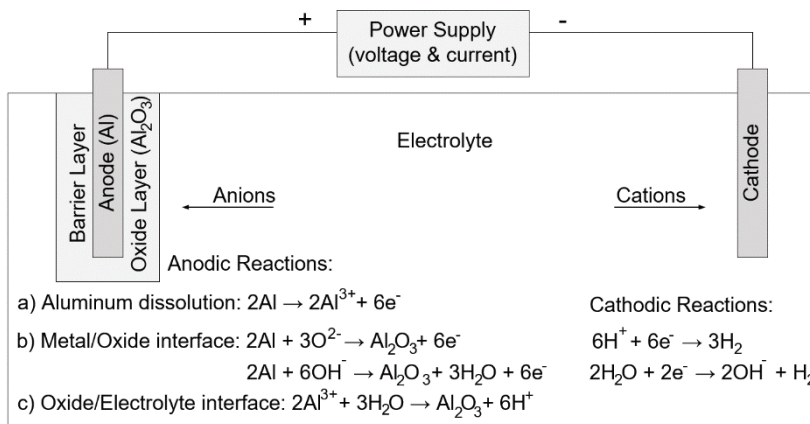 +
Power Supply
(voltage & current)
-
Barrier Layer
Anode (Al)
Oxide Layer (Al₂O₃)
Electrolyte
Cathode
Anions
Cations
Anodic Reactions:
a) Aluminum dissolution: 2Al → 2Al³⁺ + 6e⁻
b) Metal/Oxide interface: 2Al + 3O²⁻ → Al₂O₃ + 6e⁻
2Al + 6OH⁻ → Al₂O₃ + 3H₂O + 6e⁻
c) Oxide/Electrolyte interface: 2Al³⁺ + 3H₂O → Al₂O₃ + 6H⁺
Cathodic Reactions:
6H⁺ + 6e⁻ → 3H₂
2H₂O + 2e⁻ → 2OH⁻ + H₂